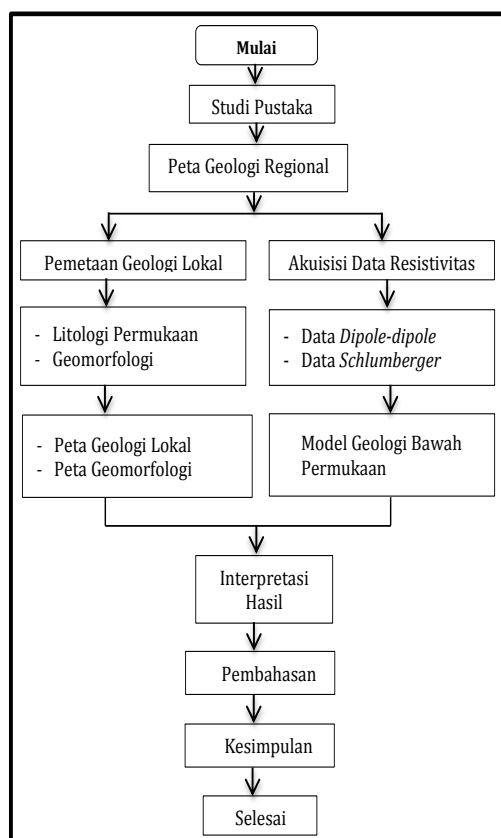 Mulai
Studi Pustaka
Peta Geologi Regional
Pemetaan Geologi Lokal
Akuisisi Data Resistivitas
- Litologi Permukaan
- Geomorfologi
- Data Dipole-dipole
- Data Schlumberger
- Peta Geologi Lokal
- Peta Geomorfologi
Model Geologi Bawah
Permukaan
Interpretasi
Hasil
Pembahasan
Kesimpulan
Selesai